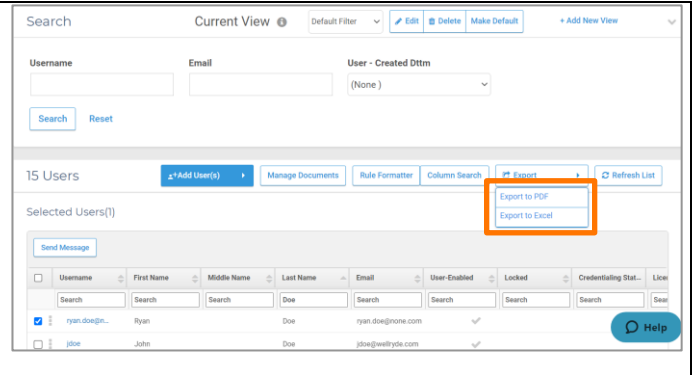 Search Current View Default Filter Edit Delete Make Default + Add New View
Username Email User - Created Dttm
(None )
Search Reset
15 Users +Add User(s) Manage Documents Rule Formatter Column Search Export Refresh List
Export to PDF
Selected Users(1)
Export to Excel
Send Message
Username First Name Middle Name Last Name Email User-Enabled Locked Credentialing Stat... Licen
Search Search Search Doe Search Search Search Search Sear
ryan.doe@n... Ryan Doe ryan.doe@none.com
Help
jdoe John Doe jdoe@wellryde.com